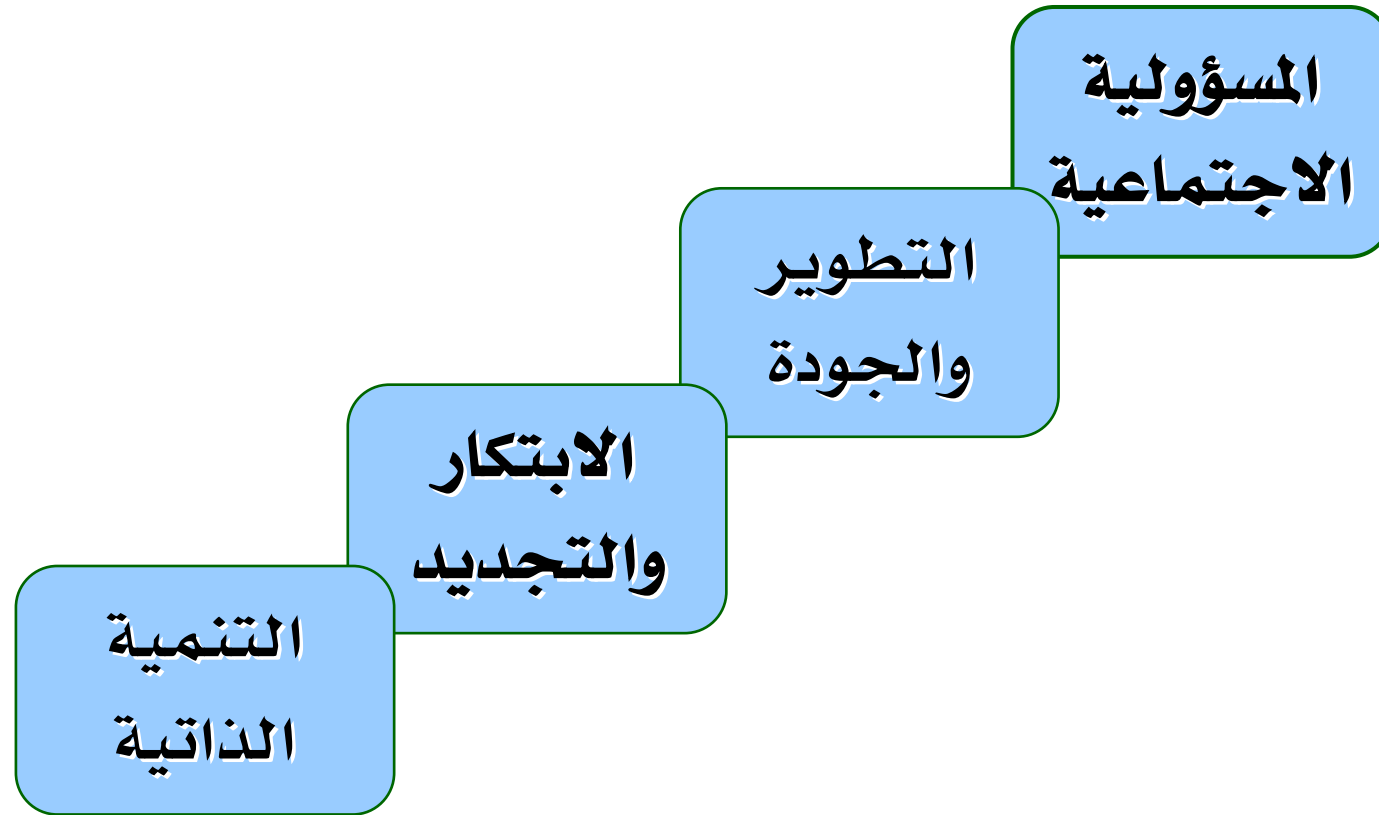 المسؤولية
الاجتماعية
التطوير
والجودة
الابتكار
والتجديد
التنمية
الذاتية